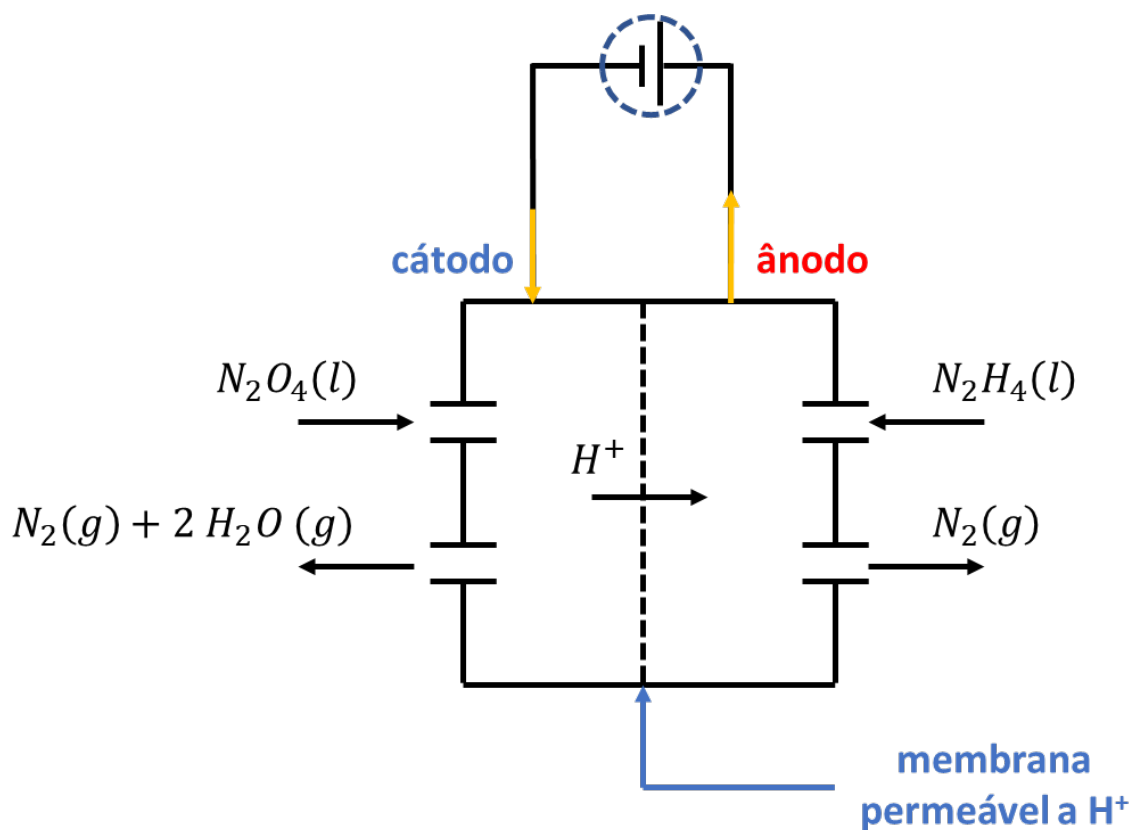 cátodo
ânodo
N₂O₄(l)
N₂H₄(l)
H⁺
N₂(g) + 2 H₂O (g)
N₂(g)
membrana
permeável a H⁺